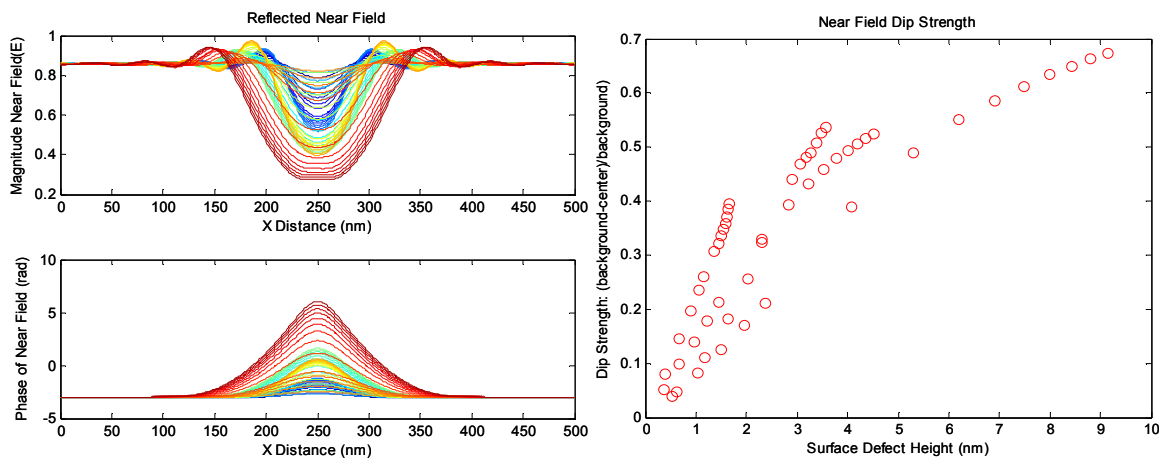 Reflected Near Field
Magnitude Near Field(E)
1
0.8
0.6
0.4
0.2
0 50 100 150 200 250 300 350 400 450 500
X Distance (nm)
Phase of Near Field (rad)
10
5
0
-5
0 50 100 150 200 250 300 350 400 450 500
X Distance (nm)
Near Field Dip Strength
Dip Strength: (background-center)/background)
0.7
0.6
0.5
0.4
0.3
0.2
0.1
0
0 1 2 3 4 5 6 7 8 9 10
Surface Defect Height (nm)